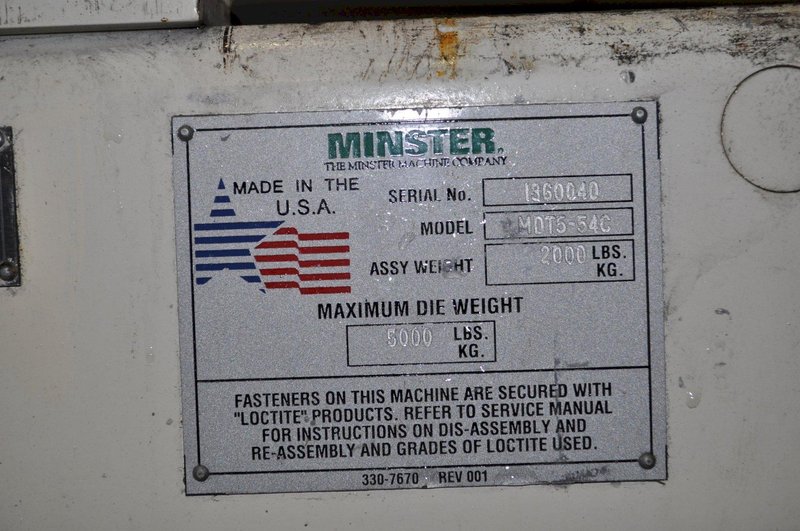 MINSTER®
THE MINSTER MACHINE COMPANY
MADE IN THE
U.S.A.
SERIAL No. 1360040
MODEL MDT5-54C
ASSY WEIGHT 2000 LBS.
KG.
MAXIMUM DIE WEIGHT
5000 LBS.
KG.
FASTENERS ON THIS MACHINE ARE SECURED WITH
"LOCTITE" PRODUCTS. REFER TO SERVICE MANUAL
FOR INSTRUCTIONS ON DIS-ASSEMBLY AND
RE-ASSEMBLY AND GRADES OF LOCTITE USED.
330-7670 REV 001